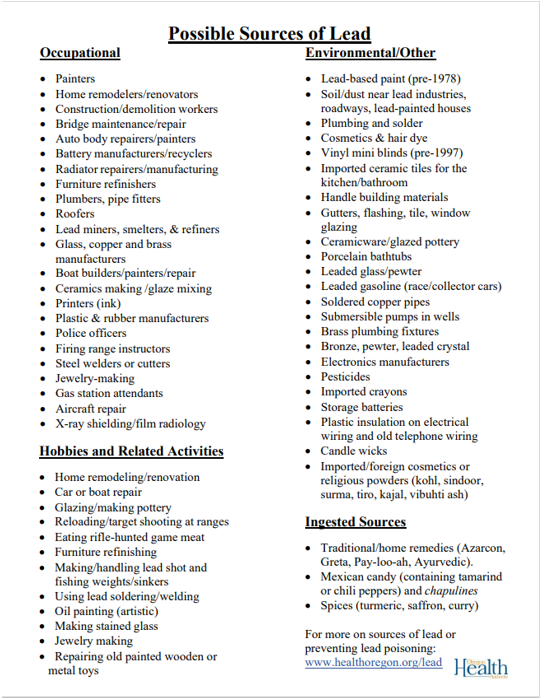 Possible Sources of Lead
Occupational
• Painters
• Home remodelers/renovators
• Construction/demolition workers
• Bridge maintenance/repair
• Auto body repairers/painters
• Battery manufacturers/recyclers
• Radiator repairers/manufacturing
• Furniture refinishers
• Plumbers, pipe fitters
• Roofers
• Lead miners, smelters, & refiners
• Glass, copper and brass
manufacturers
• Boat builders/painters/repair
• Ceramics making /glaze mixing
• Printers (ink)
• Plastic & rubber manufacturers
• Police officers
• Firing range instructors
• Steel welders or cutters
• Jewelry-making
• Gas station attendants
• Aircraft repair
• X-ray shielding/film radiology
Hobbies and Related Activities
• Home remodeling/renovation
• Car or boat repair
• Glazing/making pottery
• Reloading/target shooting at ranges
• Eating rifle-hunted game meat
• Furniture refinishing
• Making/handling lead shot and
fishing weights/sinkers
• Using lead soldering/welding
• Oil painting (artistic)
• Making stained glass
• Jewelry making
• Repairing old painted wooden or
metal toys
Environmental/Other
• Lead-based paint (pre-1978)
• Soil/dust near lead industries,
roadways, lead-painted houses
• Plumbing and solder
• Cosmetics & hair dye
• Vinyl mini blinds (pre-1997)
• Imported ceramic tiles for the
kitchen/bathroom
• Handle building materials
• Gutters, flashing, tile, window
glazing
• Ceramicware/glazed pottery
• Porcelain bathtubs
• Leaded glass/pewter
• Leaded gasoline (race/collector cars)
• Soldered copper pipes
• Submersible pumps in wells
• Brass plumbing fixtures
• Bronze, pewter, leaded crystal
• Electronics manufacturers
• Pesticides
• Imported crayons
• Storage batteries
• Plastic insulation on electrical
wiring and old telephone wiring
• Candle wicks
• Imported/foreign cosmetics or
religious powders (kohl, sindoor,
surma, tiro, kajal, vibhuti ash)
Ingested Sources
• Traditional/home remedies (Azarcon,
Greta, Pay-loo-ah, Ayurvedic).
• Mexican candy (containing tamarind
or chili peppers) and chapulines
• Spices (turmeric, saffron, curry)
For more on sources of lead or
preventing lead poisoning:
www.healthoregon.org/lead
Health